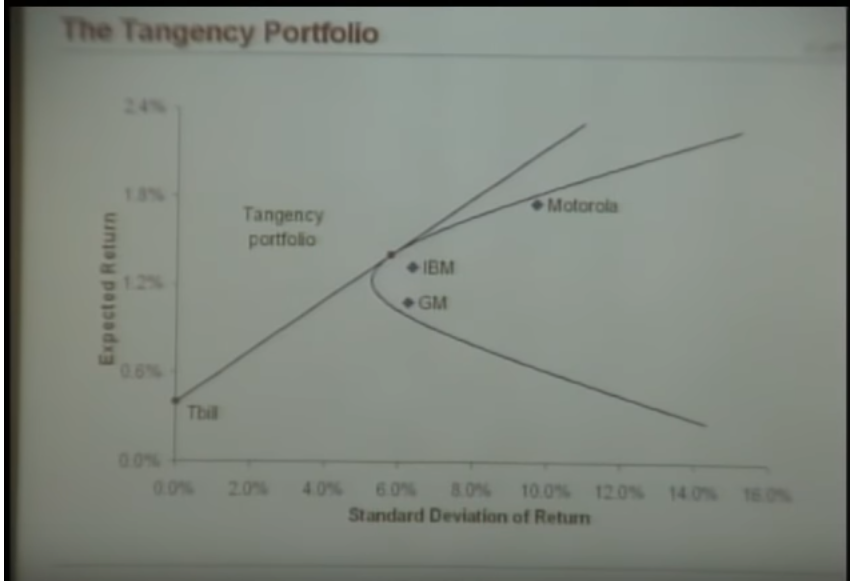 The Tangency Portfolio
2.4%
1.8%
Tangency
portfolio
Motorola
IBM
1.2%
GM
Expected Return
0.6%
Tbill
0.0%
0.0% 2.0% 4.0% 6.0% 8.0% 10.0% 12.0% 14.0% 16.0%
Standard Deviation of Return